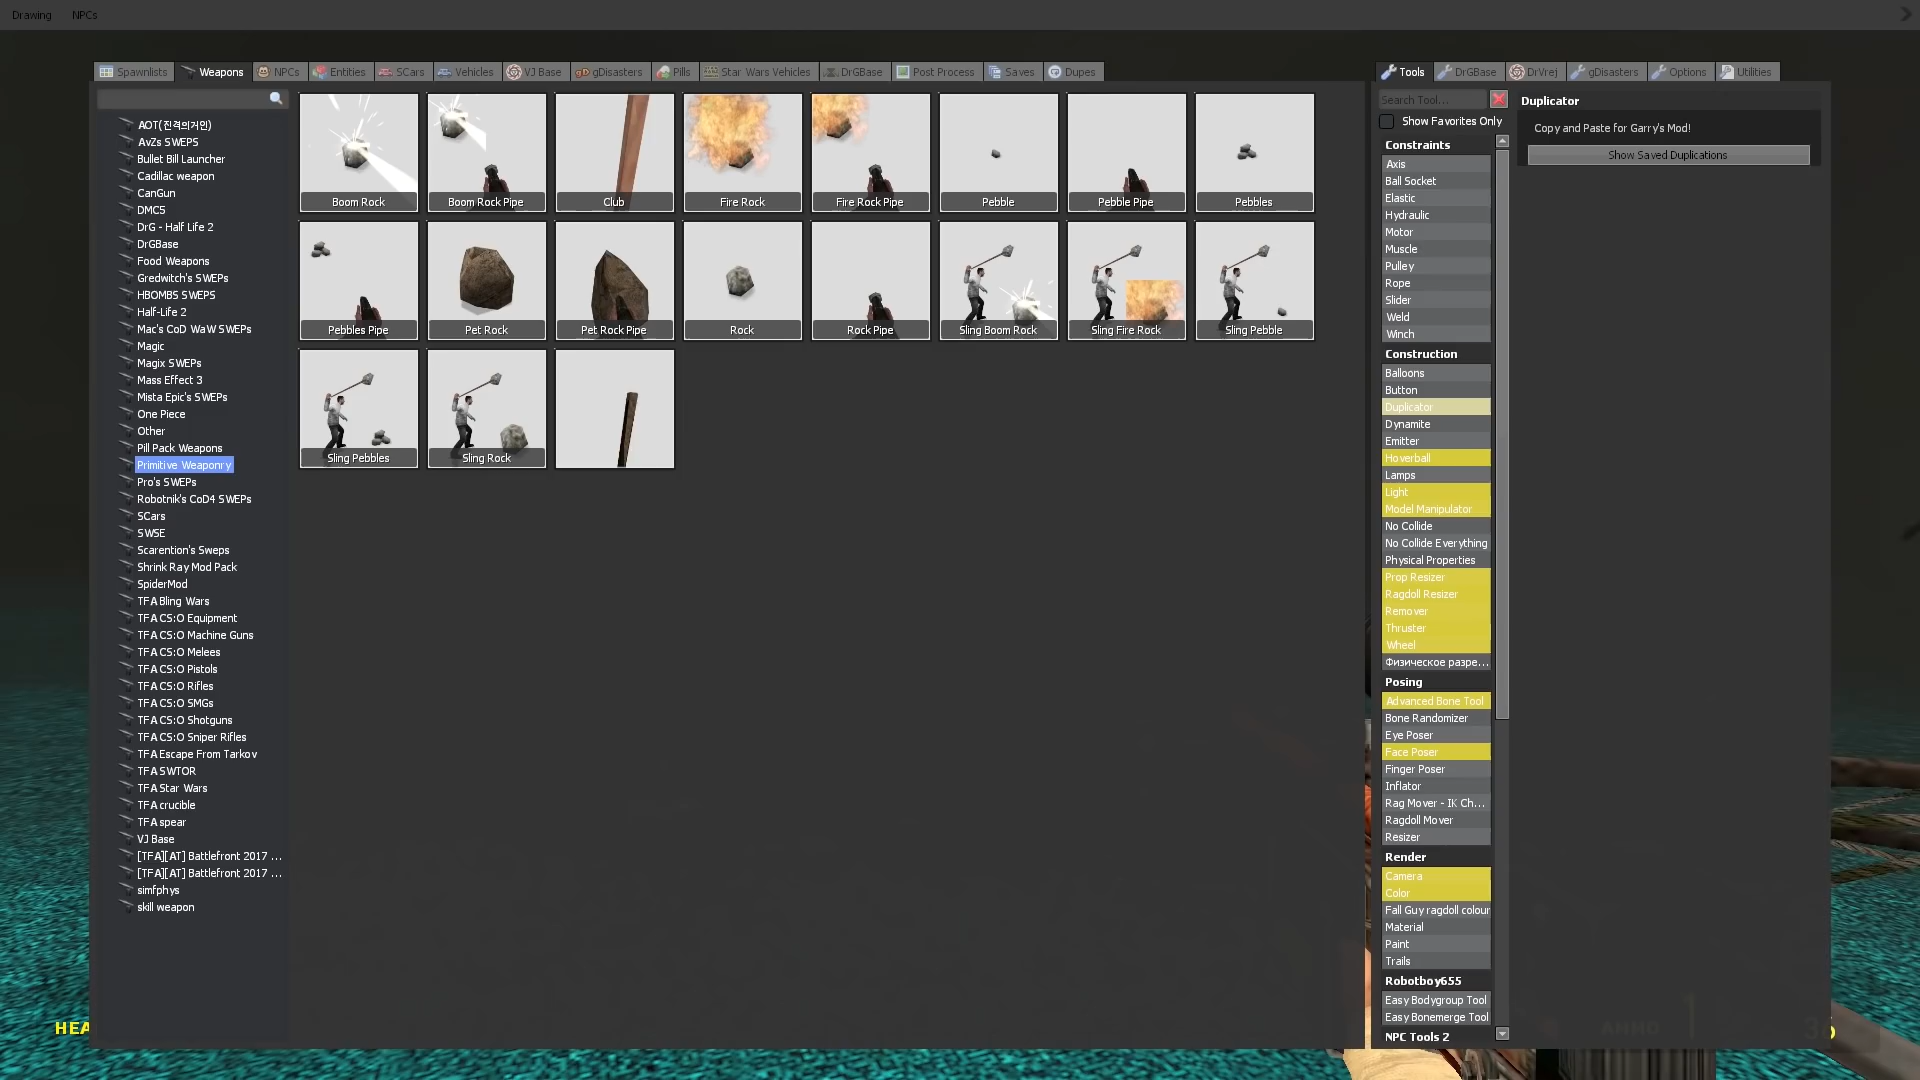 Drawing NPCs
Spawnlists Weapons NPCs Entities SCars Vehicles VJ Base gDisasters Pills Star Wars Vehicles DrGBase Post Process Saves Dupes
Tools DrGBase DrVrej gDisasters Options Utilities
AOT(진격의거인)
AvZs SWEPS
Bullet Bill Launcher
Cadillac weapon
CanGun
DMC5
DrG - Half Life 2
DrGBase
Food Weapons
Gredwitch's SWEPs
HBOMBS SWEPS
Half-Life 2
Mac's CoD WaW SWEPs
Magic
Magix SWEPs
Mass Effect 3
Mista Epic's SWEPs
One Piece
Other
Pill Pack Weapons
Primitive Weaponry
Pro's SWEPs
Robotnik's CoD4 SWEPs
SCars
SWSE
Scarention's Sweps
Shrink Ray Mod Pack
SpiderMod
TFA Bling Wars
TFA CS:O Equipment
TFA CS:O Machine Guns
TFA CS:O Melees
TFA CS:O Pistols
TFA CS:O Rifles
TFA CS:O SMGs
TFA CS:O Shotguns
TFA CS:O Sniper Rifles
TFA Escape From Tarkov
TFA SWTOR
TFA Star Wars
TFA crucible
TFA spear
VJ Base
[TFA][AT] Battlefront 2017 ...
[TFA][AT] Battlefront 2017 ...
simfphys
skill weapon
Boom Rock Boom Rock Pipe Club Fire Rock Fire Rock Pipe Pebble Pebble Pipe Pebbles
Pebbles Pipe Pet Rock Pet Rock Pipe Rock Rock Pipe Sling Boom Rock Sling Fire Rock Sling Pebble
Sling Pebbles Sling Rock
Search Tool...
Show Favorites Only
Constraints
Axis
Ball Socket
Elastic
Hydraulic
Motor
Muscle
Pulley
Rope
Slider
Weld
Winch
Construction
Balloons
Button
Duplicator
Dynamite
Emitter
Hoverball
Lamps
Light
Model Manipulator
No Collide
No Collide Everything
Physical Properties
Prop Resizer
Ragdoll Resizer
Remover
Thruster
Wheel
Физическое разре...
Posing
Advanced Bone Tool
Bone Randomizer
Eye Poser
Face Poser
Finger Poser
Inflator
Rag Mover - IK Ch...
Ragdoll Mover
Resizer
Render
Camera
Color
Fall Guy ragdoll colour
Material
Paint
Trails
Robotboy655
Easy Bodygroup Tool
Easy Bonemerge Tool
NPC Tools 2
Duplicator
Copy and Paste for Garry's Mod!
Show Saved Duplications
HEA
AMMO